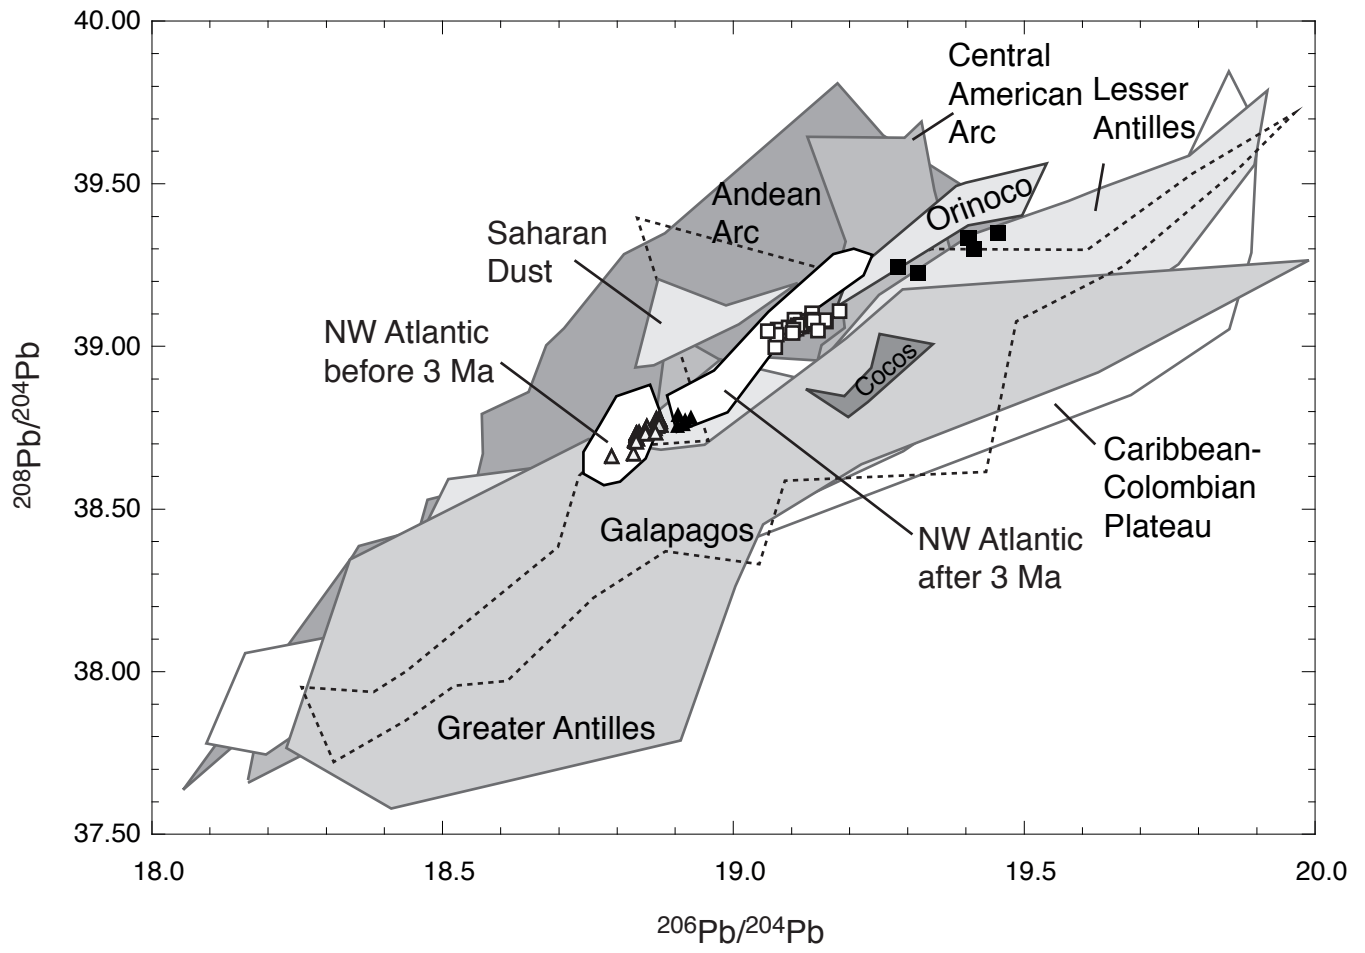 40.00
39.50
39.00
38.50
38.00
37.50
18.0
18.5
19.0
19.5
20.0
²⁰⁸Pb/²⁰⁴Pb
²⁰⁶Pb/²⁰⁴Pb
Central
American
Arc
Lesser
Antilles
Andean
Arc
Orinoco
Saharan
Dust
NW Atlantic
before 3 Ma
Cocos
Caribbean-
Colombian
Plateau
Galapagos
NW Atlantic
after 3 Ma
Greater Antilles